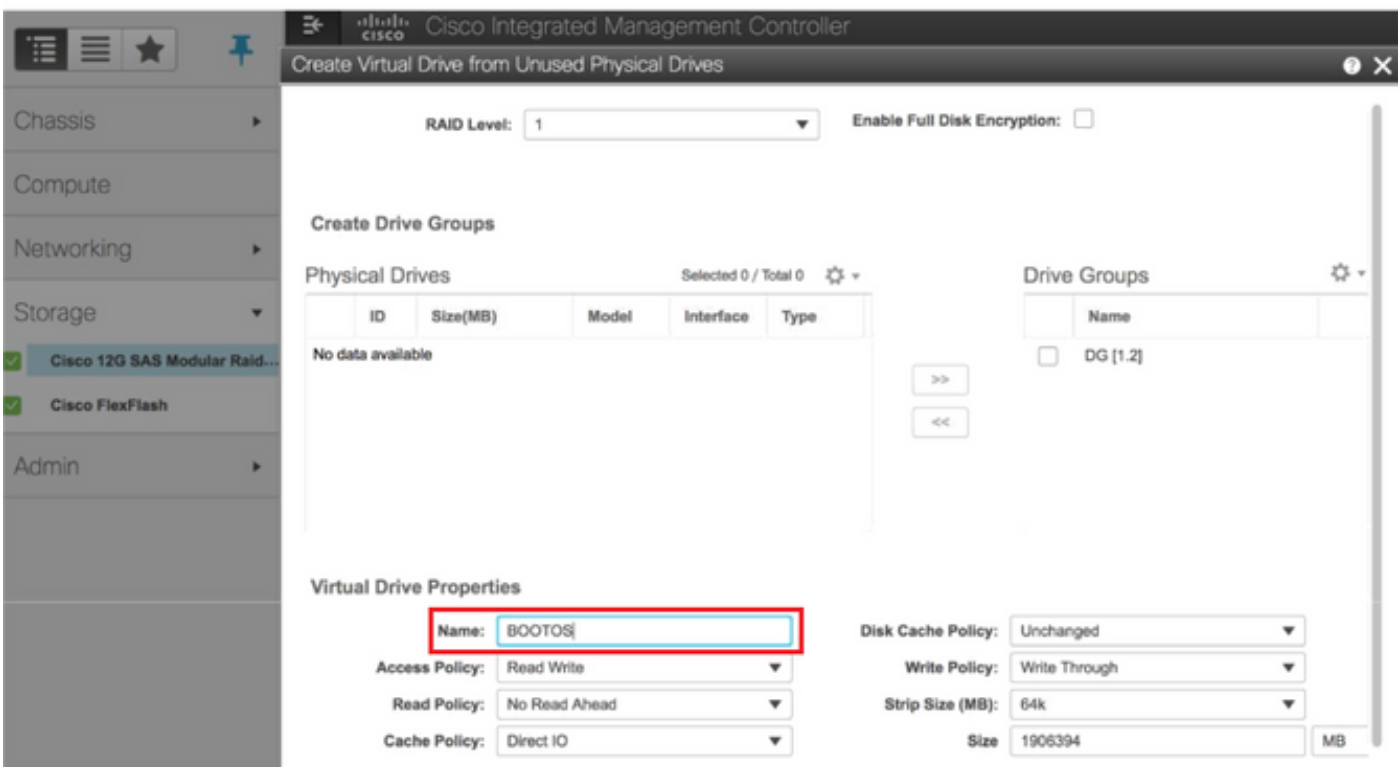 cisco Cisco Integrated Management Controller
Create Virtual Drive from Unused Physical Drives
Chassis
Compute
Networking
Storage
Cisco 12G SAS Modular Raid...
Cisco FlexFlash
Admin
RAID Level: 1 Enable Full Disk Encryption:
Create Drive Groups
Physical Drives Selected 0 / Total 0 Drive Groups
ID Size(MB) Model Interface Type Name
No data available DG [1.2]
>>
<<
Virtual Drive Properties
Name: BOOTOS Disk Cache Policy: Unchanged
Access Policy: Read Write Write Policy: Write Through
Read Policy: No Read Ahead Strip Size (MB): 64k
Cache Policy: Direct IO Size 1906394 MB